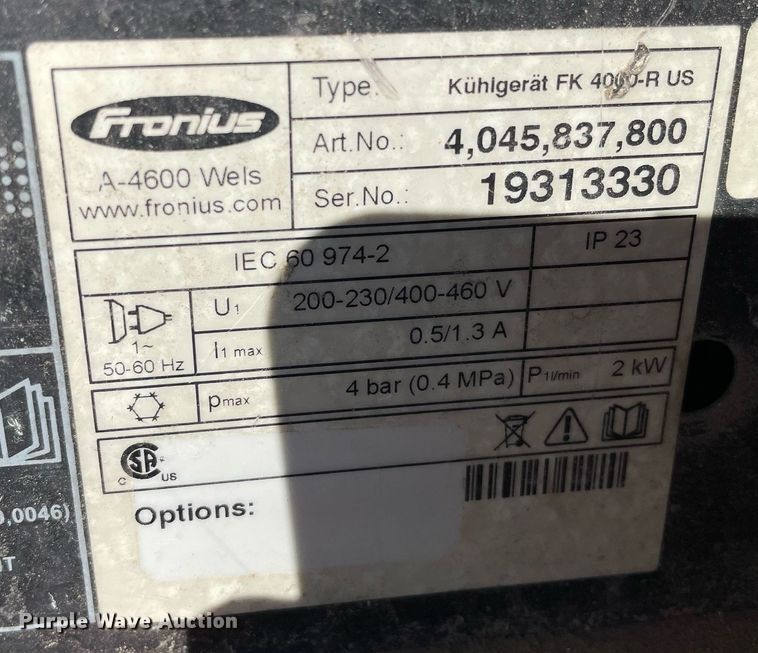 Fronius
A-4600 Wels
www.fronius.com
Type: Kühlgerät FK 4000-R US
Art.No.: 4,045,837,800
Ser.No.: 19313330
IEC 60 974-2 IP 23
1~
50-60 Hz
U1 200-230/400-460 V
I1 max 0.5/1.3 A
pmax 4 bar (0.4 MPa) P1l/min 2 kW
C SA US
Options:
0,0046)
Purple Wave Auction